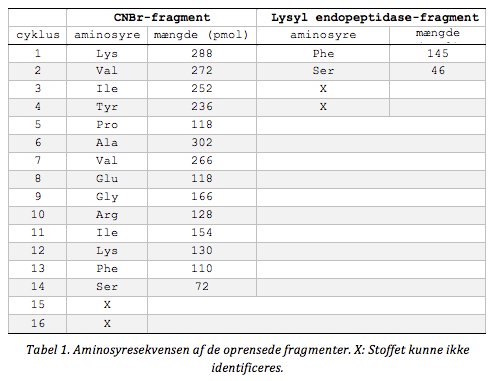 CNBr-fragment Lysyl endopeptidase-fragment
cyklus aminosyre mængde (pmol) aminosyre mængde
1 Lys 288 Phe 145
2 Val 272 Ser 46
3 Ile 252 X
4 Tyr 236 X
5 Pro 118
6 Ala 302
7 Val 266
8 Glu 118
9 Gly 166
10 Arg 128
11 Ile 154
12 Lys 130
13 Phe 110
14 Ser 72
15 X
16 X
Tabel 1. Aminosyresekvensen af de oprensede fragmenter. X: Stoffet kunne ikke
identificeres.